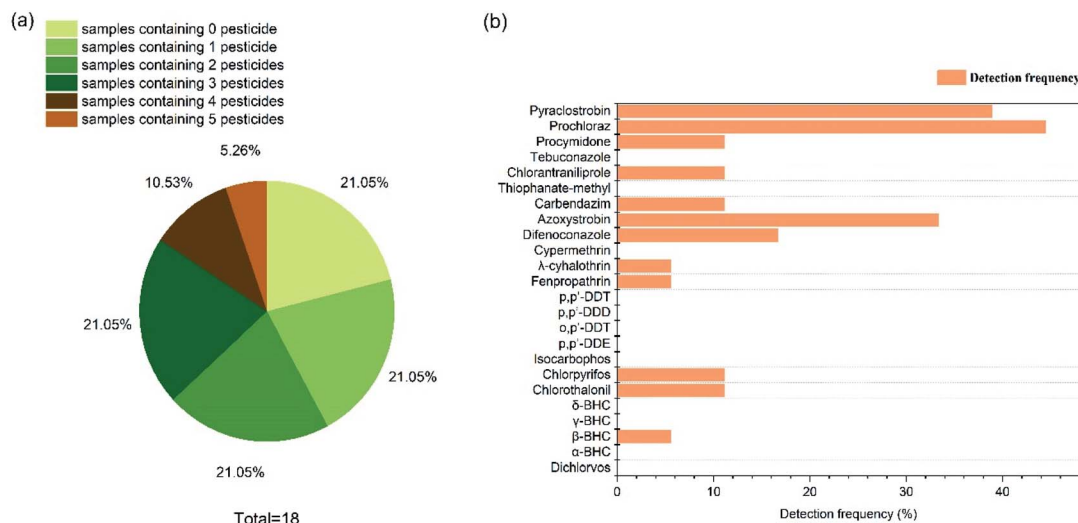 (a)
samples containing 0 pesticide
samples containing 1 pesticide
samples containing 2 pesticides
samples containing 3 pesticides
samples containing 4 pesticides
samples containing 5 pesticides
5.26%
10.53%
21.05%
21.05%
21.05%
21.05%
Total=18
(b)
Detection frequency
Pyraclostrobin
Prochloraz
Procymidone
Tebuconazole
Chlorantraniliprole
Thiophanate-methyl
Carbendazim
Azoxystrobin
Difenoconazole
Cypermethrin
λ-cyhalothrin
Fenpropathrin
p,p'-DDT
p,p'-DDD
o,p'-DDT
p,p'-DDE
Isocarbophos
Chlorpyrifos
Chlorothalonil
δ-BHC
γ-BHC
β-BHC
α-BHC
Dichlorvos
0 10 20 30 40
Detection frequency (%)